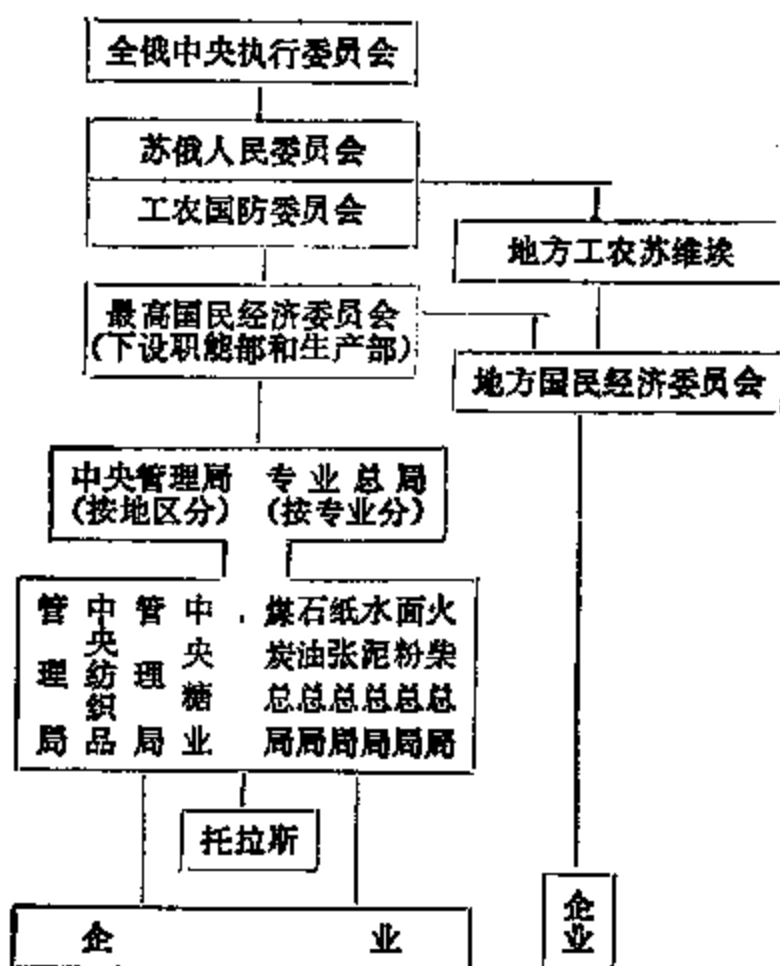 全俄中央执行委员会
苏俄人民委员会
工农国防委员会
地方工农苏维埃
最高国民经济委员会
(下设职能部和生产部)
地方国民经济委员会
中央管理局 专业总局
(按地区分) (按专业分)
中央糖业
管理局
中央纺织品
管理局
煤炭总局
石油总局
纸张总局
水泥总局
面粉总局
火柴总局
托拉斯
企业
企业